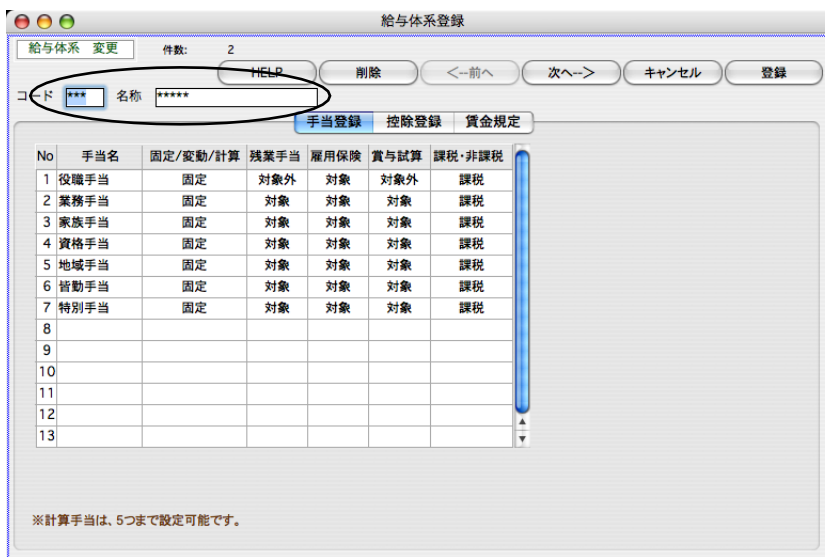 給与体系登録
給与体系 変更 件数: 2
HELP 削除 <--前へ 次へ--> キャンセル 登録
コード *** 名称 *****
手当登録 控除登録 賃金規定
No 手当名 固定/変動/計算 残業手当 雇用保険 賞与試算 課税・非課税
1 役職手当 固定 対象外 対象 対象外 課税
2 業務手当 固定 対象 対象 対象 課税
3 家族手当 固定 対象 対象 対象 課税
4 資格手当 固定 対象 対象 対象 課税
5 地域手当 固定 対象 対象 対象 課税
6 皆勤手当 固定 対象 対象 対象 課税
7 特別手当 固定 対象 対象 対象 課税
8
9
10
11
12
13
※計算手当は、5つまで設定可能です。